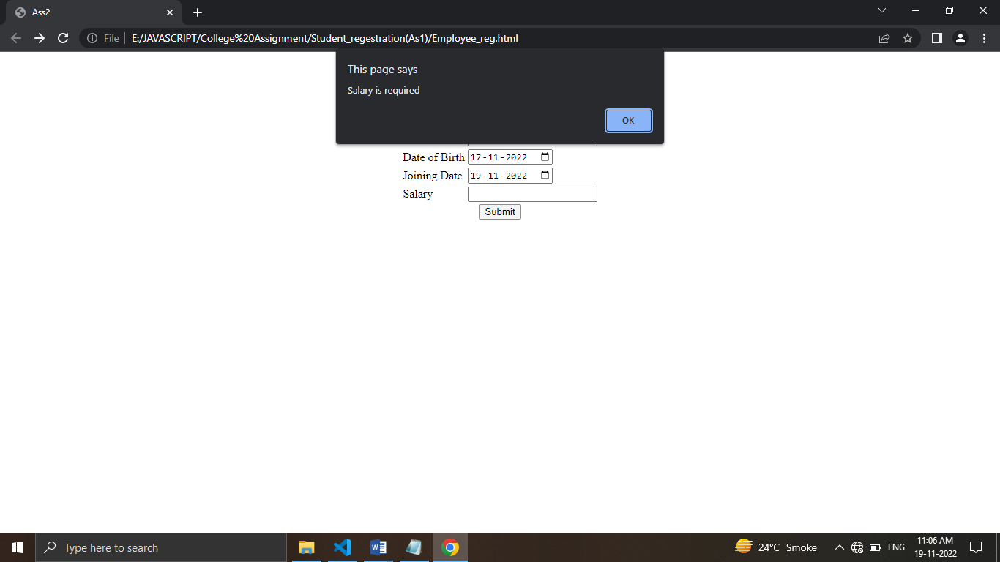 Ass2
File
E:/JAVASCRIPT/College%20Assignment/Student_regestration(As1)/Employee_reg.html
This page says
Salary is required
OK
Date of Birth 17-11-2022
Joining Date 19-11-2022
Salary
Submit
Type here to search
24°C Smoke
ENG
11:06 AM
19-11-2022